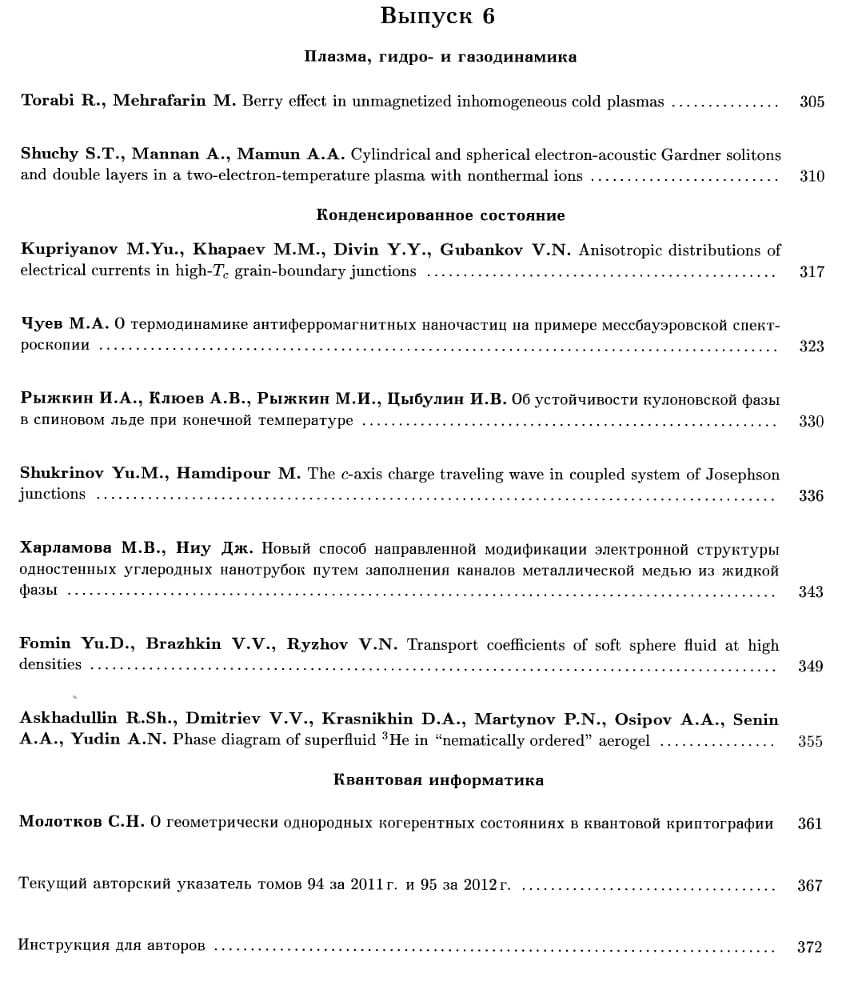 Выпуск 6
Плазма, гидро- и газодинамика
Torabi R., Mehrafarin M. Berry effect in unmagnetized inhomogeneous cold plasmas ............... 305
Shuchy S.T., Mannan A., Mamun A.A. Cylindrical and spherical electron-acoustic Gardner solitons
and double layers in a two-electron-temperature plasma with nonthermal ions .......................... 310
Конденсированное состояние
Kupriyanov M.Yu., Khapaev M.M., Divin Y.Y., Gubankov V.N. Anisotropic distributions of
electrical currents in high-Tc grain-boundary junctions ................................................ 317
Чуев М.А. О термодинамике антиферромагнитных наночастиц на примере мессбауэровской спект-
роскопии .............................................................................................. 323
Рыжкин И.А., Клюев А.В., Рыжкин М.И., Цыбулин И.В. Об устойчивости кулоновской фазы
в спиновом льде при конечной температуре ......................................................... 330
Shukrinov Yu.M., Hamdipour M. The c-axis charge traveling wave in coupled system of Josephson
junctions .............................................................................................. 336
Харламова М.В., Ниу Дж. Новый способ направленной модификации электронной структуры
одностенных углеродных нанотрубок путем заполнения каналов металлической медью из жидкой
фазы .................................................................................................. 343
Fomin Yu.D., Brazhkin V.V., Ryzhov V.N. Transport coefficients of soft sphere fluid at high
densities ............................................................................................... 349
Askhadullin R.Sh., Dmitriev V.V., Krasnikhin D.A., Martynov P.N., Osipov A.A., Senin
A.A., Yudin A.N. Phase diagram of superfluid ³He in “nematically ordered” aerogel ................ 355
Квантовая информатика
Молотков С.Н. О геометрически однородных когерентных состояниях в квантовой криптографии 361
Текущий авторский указатель томов 94 за 2011 г. и 95 за 2012 г. ................................... 367
Инструкция для авторов ............................................................................. 372